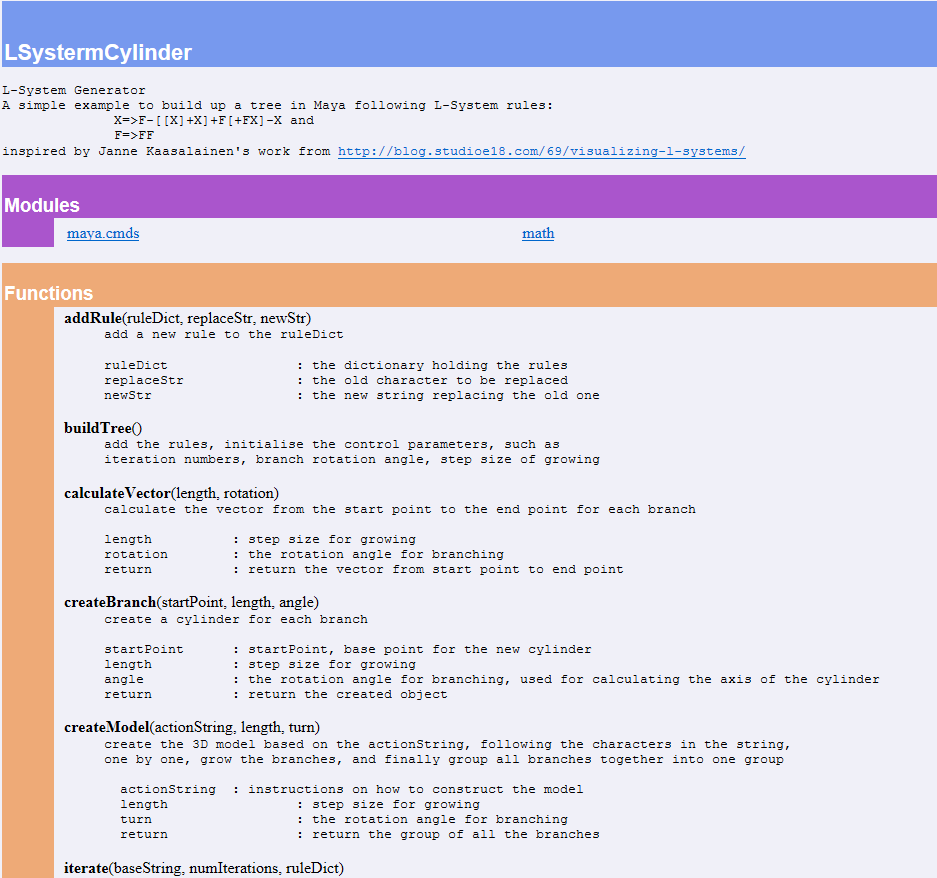 LSystermCylinder
L-System Generator
A simple example to build up a tree in Maya following L-System rules:
X=>F-[[X]+X]+F[+FX]-X and
F=>FF
inspired by Janne Kaasalainen's work from http://blog.studioe18.com/69/visualizing-l-systems/
Modules
maya.cmds math
Functions
addRule(ruleDict, replaceStr, newStr)
add a new rule to the ruleDict
ruleDict : the dictionary holding the rules
replaceStr : the old character to be replaced
newStr : the new string replacing the old one
buildTree()
add the rules, initialise the control parameters, such as
iteration numbers, branch rotation angle, step size of growing
calculateVector(length, rotation)
calculate the vector from the start point to the end point for each branch
length : step size for growing
rotation : the rotation angle for branching
return : return the vector from start point to end point
createBranch(startPoint, length, angle)
create a cylinder for each branch
startPoint : startPoint, base point for the new cylinder
length : step size for growing
angle : the rotation angle for branching, used for calculating the axis of the cylinder
return : return the created object
createModel(actionString, length, turn)
create the 3D model based on the actionString, following the characters in the string,
one by one, grow the branches, and finally group all branches together into one group
actionString : instructions on how to construct the model
length : step size for growing
turn : the rotation angle for branching
return : return the group of all the branches
iterate(baseString, numIterations, ruleDict)